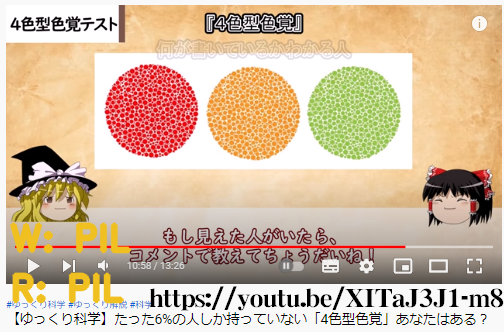 4色型色覚テスト
『4色型色覚』
何が書いているかわかる人
もし見えた人がいたら、
コメントで教えてちょうだいね！
W: PIL
10:58 / 13:26
R: PIL
https://youtu.be/XITaJ3J1-m8
#ゆっくり科学 #ゆっくり解説 #科学
【ゆっくり科学】たった6%の人しか持っていない「4色型色覚」あなたはある？